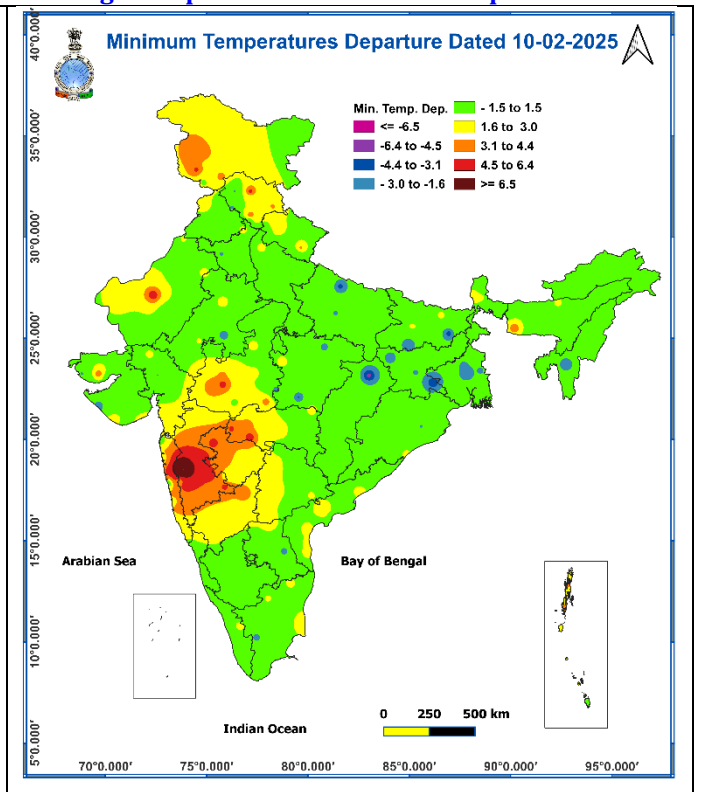 Minimum Temperatures Departure Dated 10-02-2025
Min. Temp. Dep.
<= -6.5
-6.4 to -4.5
-4.4 to -3.1
- 3.0 to -1.6
- 1.5 to 1.5
1.6 to 3.0
3.1 to 4.4
4.5 to 6.4
>= 6.5
40°0.000'
35°0.000'
30°0.000'
25°0.000'
20°0.000'
15°0.000'
10°0.000'
5°0.000'
Arabian Sea
Bay of Bengal
Indian Ocean
0 250 500 km
70°0.000' 75°0.000' 80°0.000' 85°0.000' 90°0.000' 95°0.000'